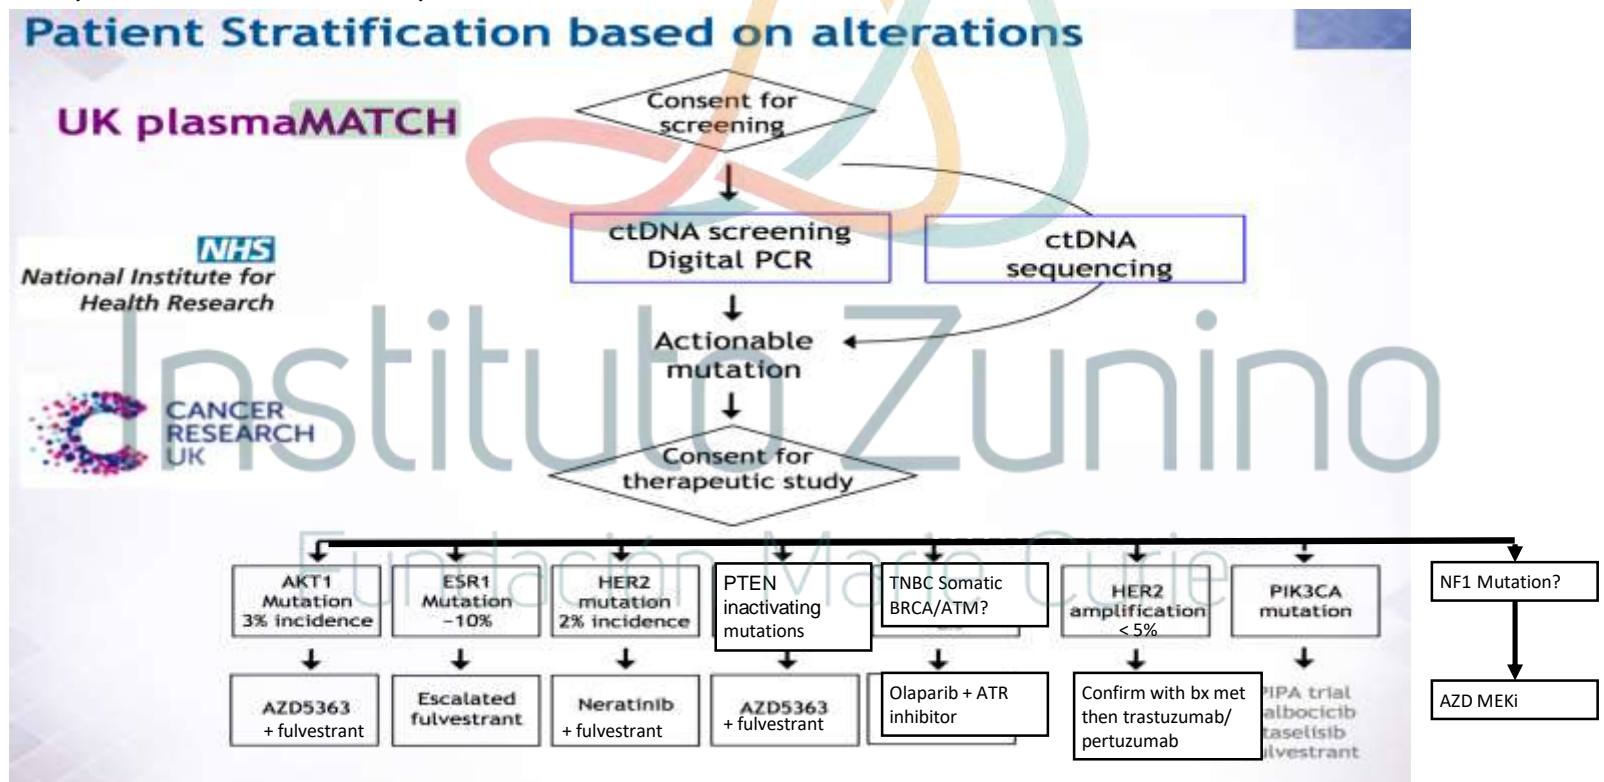 Patient Stratification based on alterations
UK plasmaMATCH
Consent for
screening
ctDNA screening
Digital PCR
ctDNA
sequencing
NHS
National Institute for
Health Research
Actionable
mutation
CANCER
RESEARCH
UK
Instituto Zunino
Fundación Marie Curie
Consent for
therapeutic study
AKT1
Mutation
3% incidence
ESR1
Mutation
~10%
HER2
mutation
2% incidence
PTEN
inactivating
mutations
TNBC Somatic
BRCA/ATM?
HER2
amplification
< 5%
PIK3CA
mutation
NF1 Mutation?
AZD5363
+ fulvestrant
Escalated
fulvestrant
Neratinib
+ fulvestrant
AZD5363
+ fulvestrant
Olaparib + ATR
inhibitor
Confirm with bx met
then trastuzumab/
pertuzumab
trial
taselisib
AZD MEKi